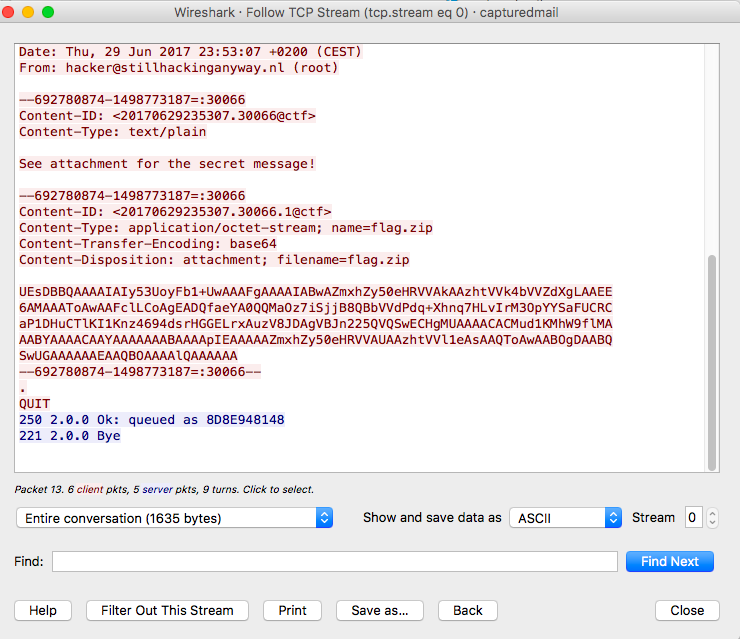 Wireshark · Follow TCP Stream (tcp.stream eq 0) · capturedmail
Date: Thu, 29 Jun 2017 23:53:07 +0200 (CEST)
From: hacker@stillhackinganyway.nl (root)
--692780874-1498773187=:30066
Content-ID: <20170629235307.30066@ctf>
Content-Type: text/plain
See attachment for the secret message!
--692780874-1498773187=:30066
Content-ID: <20170629235307.30066.1@ctf>
Content-Type: application/octet-stream; name=flag.zip
Content-Transfer-Encoding: base64
Content-Disposition: attachment; filename=flag.zip
UEsDBBQAAAAIAIy53UoyFb1+UwAAAFgAAAAIABwAZmxhZy50eHRVVAkAAzhtVVk4bVVZdXgLAAEE
6AMAAAToAwAAFclLCoAgEADQfaeYA0QQMaOz7iSjjB8QBbVVdPdq+Xhnq7HLvIrM3OpYYSaFUCRC
aP1DHuCTlKI1Knz4694dsrHGGELrxAuzV8JDAgVBJn225QVQSwECHgMUAAAACACMud1KMhW9flMA
AABYAAAACAAYAAAAAAABAAAApIEAAAAAZmxhZy50eHRVVAUAAzhtVVl1eAsAAQToAwAABOgDAABQ
SwUGAAAAAAEAAQBOAAAAlQAAAAAA
--692780874-1498773187=:30066--
.
QUIT
250 2.0.0 Ok: queued as 8D8E948148
221 2.0.0 Bye
Packet 13. 6 client pkts, 5 server pkts, 9 turns. Click to select.
Entire conversation (1635 bytes) Show and save data as ASCII Stream 0
Find: Find Next
Help Filter Out This Stream Print Save as... Back Close